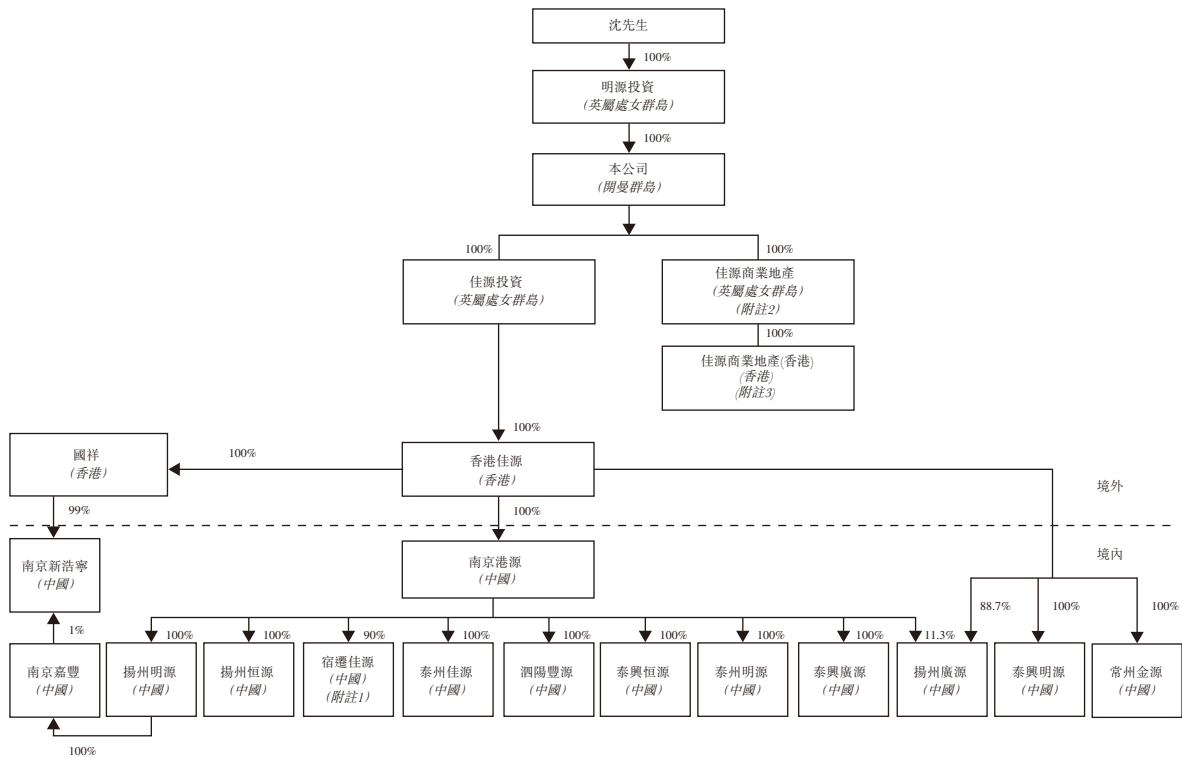 沈先生
100%
明源投資
(英屬處女群島)
100%
本公司
(開曼群島)
100%
100%
佳源投資
(英屬處女群島)
佳源商業地產
(英屬處女群島)
(附註2)
100%
佳源商業地產(香港)
(香港)
(附註3)
100%
國祥
(香港)
100%
香港佳源
(香港)
境外
99%
100%
境內
南京新浩寧
(中國)
南京港源
(中國)
88.7%
100%
100%
1%
100%
100%
90%
100%
100%
100%
100%
100%
11.3%
南京嘉豐
(中國)
揚州明源
(中國)
揚州恒源
(中國)
宿遷佳源
(中國)
(附註1)
泰州佳源
(中國)
泗陽豐源
(中國)
泰興恒源
(中國)
泰州明源
(中國)
泰興廣源
(中國)
揚州廣源
(中國)
泰興明源
(中國)
常州金源
(中國)
100%